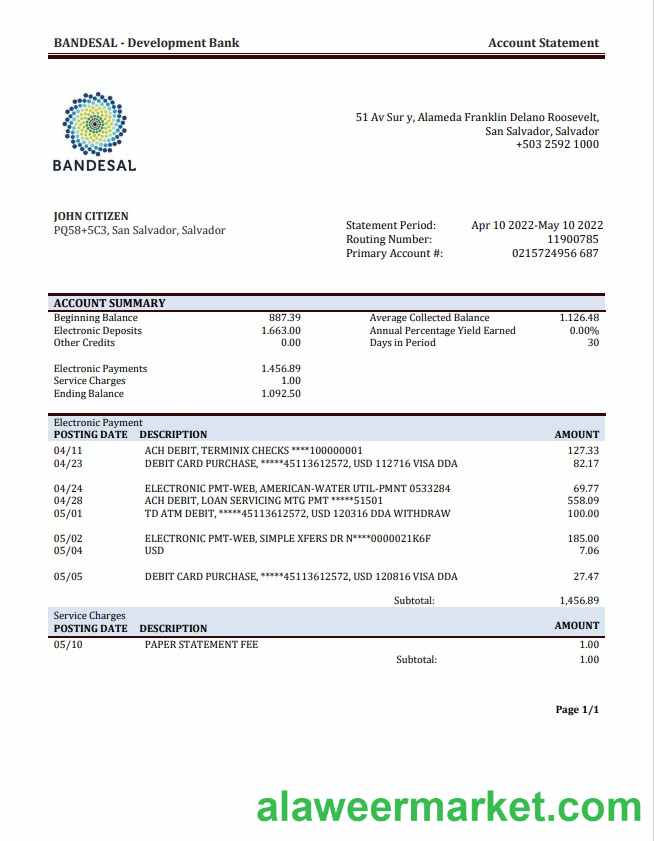 BANDESAL - Development Bank Account Statement
BANDESAL
51 Av Sur y, Alameda Franklin Delano Roosevelt,
San Salvador, Salvador
+503 2592 1000
JOHN CITIZEN
PQ58+5C3, San Salvador, Salvador
Statement Period: Apr 10 2022-May 10 2022
Routing Number: 11900785
Primary Account #: 0215724956 687
ACCOUNT SUMMARY
Beginning Balance 887.39 Average Collected Balance 1.126.48
Electronic Deposits 1.663.00 Annual Percentage Yield Earned 0.00%
Other Credits 0.00 Days in Period 30
Electronic Payments 1.456.89
Service Charges 1.00
Ending Balance 1.092.50
Electronic Payment
POSTING DATE DESCRIPTION AMOUNT
04/11 ACH DEBIT, TERMINIX CHECKS ****100000001 127.33
04/23 DEBIT CARD PURCHASE, *****45113612572, USD 112716 VISA DDA 82.17
04/24 ELECTRONIC PMT-WEB, AMERICAN-WATER UTIL-PMNT 0533284 69.77
04/28 ACH DEBIT, LOAN SERVICING MTG PMT *****51501 558.09
05/01 TD ATM DEBIT, *****45113612572, USD 120316 DDA WITHDRAW 100.00
05/02 ELECTRONIC PMT-WEB, SIMPLE XFERS DR N****0000021K6F 185.00
05/04 USD 7.06
05/05 DEBIT CARD PURCHASE, *****45113612572, USD 120816 VISA DDA 27.47
Subtotal: 1,456.89
Service Charges
POSTING DATE DESCRIPTION AMOUNT
05/10 PAPER STATEMENT FEE 1.00
Subtotal: 1.00
Page 1/1
alaweermarket.com